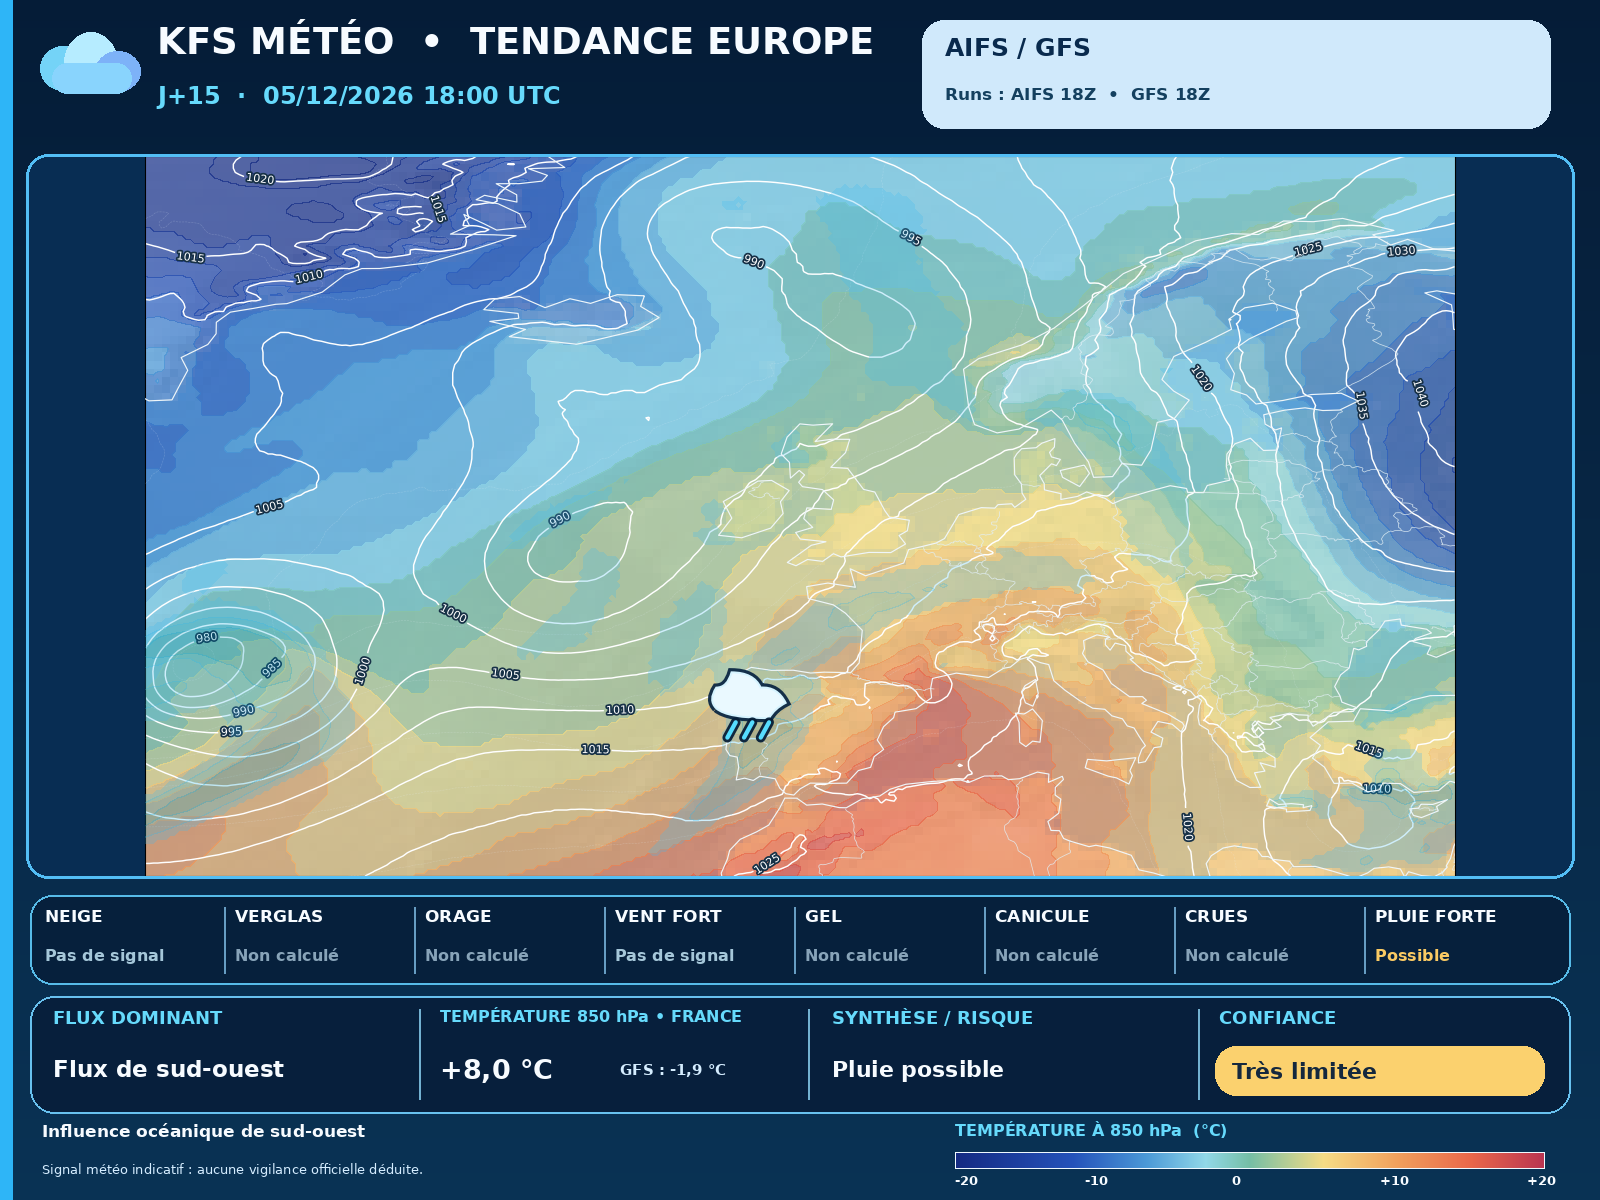 KFS MÉTÉO • TENDANCE EUROPE
J+15 · 05/12/2026 18:00 UTC
AIFS / GFS
Runs : AIFS 18Z • GFS 18Z
1020
1015
1015
1010
995
990
1025
1030
1020
1035
1040
1005
990
1000
980
985
1000
990
995
1005
1010
1015
1015
1010
1020
1025
NEIGE
Pas de signal
VERGLAS
Non calculé
ORAGE
Non calculé
VENT FORT
Pas de signal
GEL
Non calculé
CANICULE
Non calculé
CRUES
Non calculé
PLUIE FORTE
Possible
FLUX DOMINANT
Flux de sud-ouest
TEMPÉRATURE 850 hPa • FRANCE
+8,0 °C
GFS : -1,9 °C
SYNTHÈSE / RISQUE
Pluie possible
CONFIANCE
Très limitée
Influence océanique de sud-ouest
Signal météo indicatif : aucune vigilance officielle déduite.
TEMPÉRATURE À 850 hPa (°C)
-20 -10 0 +10 +20